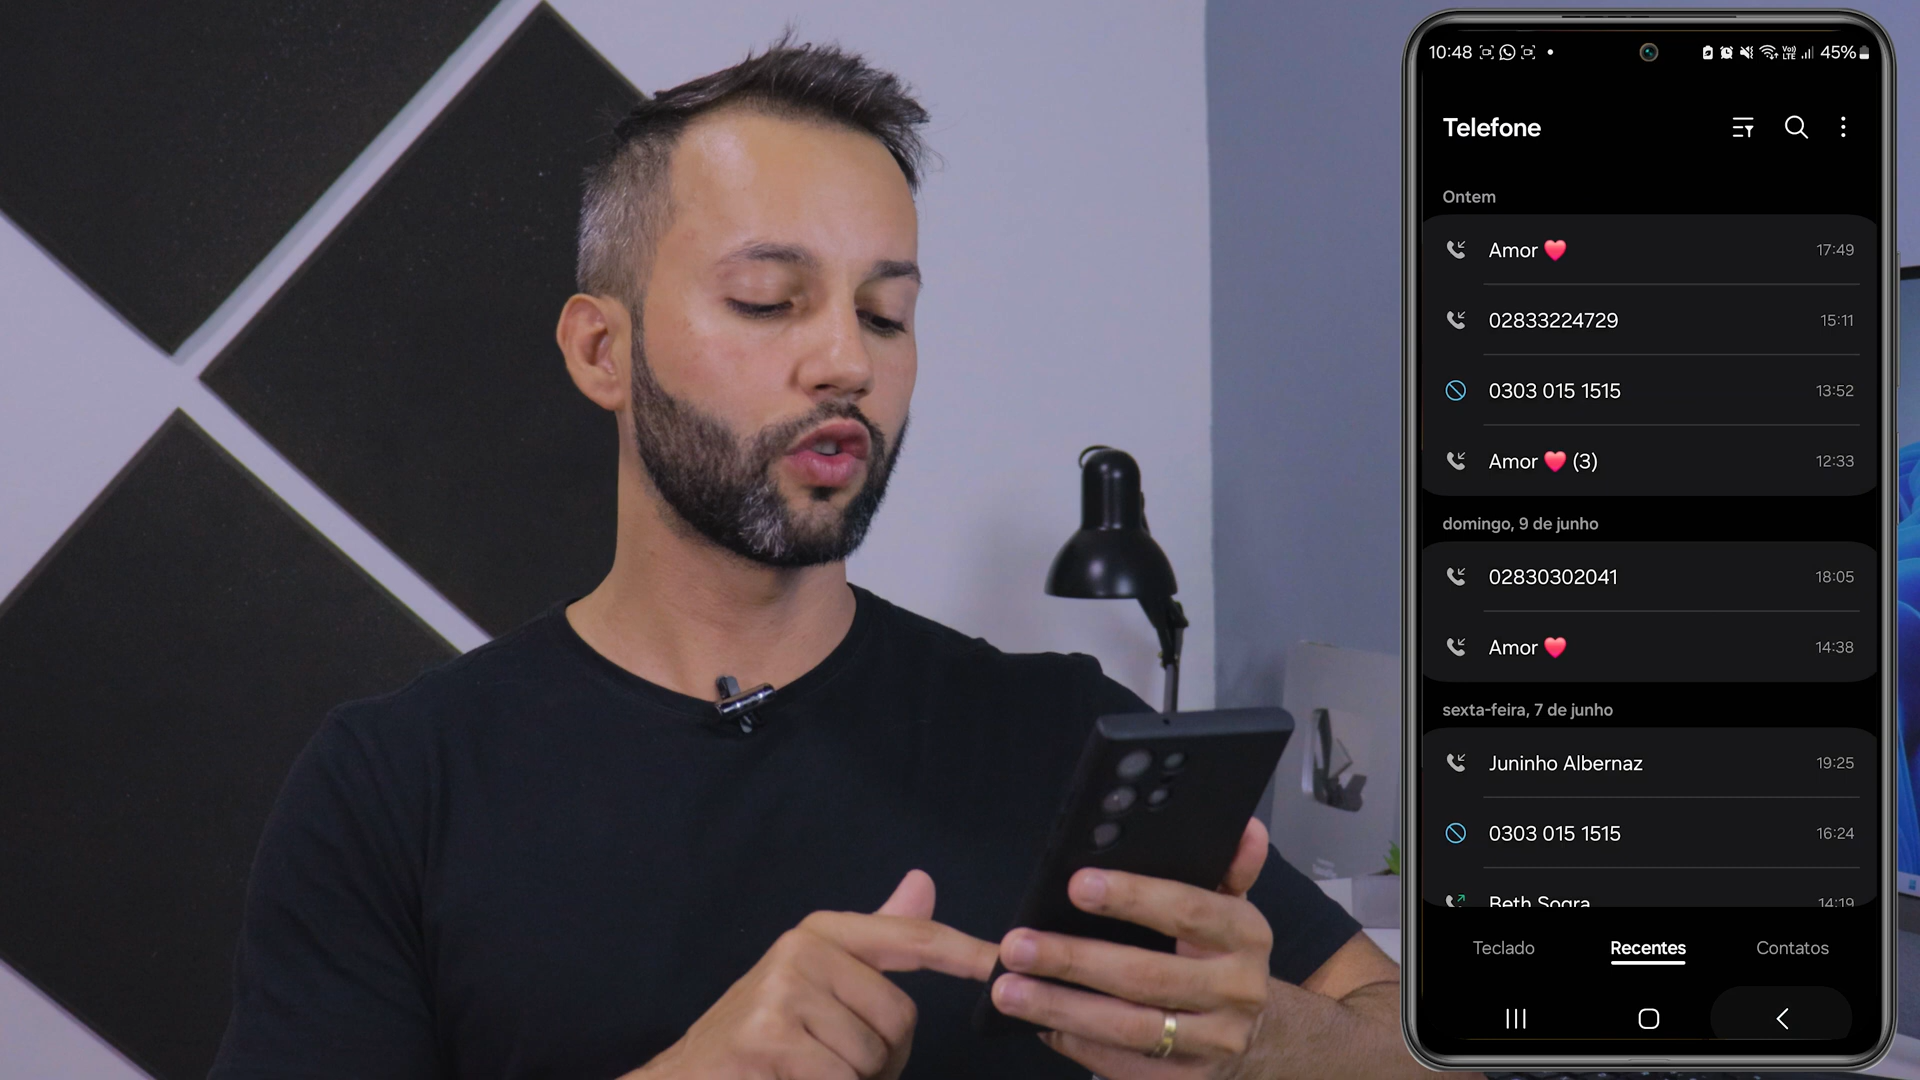 10:48
45%
Telefone
Ontem
Amor ❤️ 17:49
02833224729 15:11
0303 015 1515 13:52
Amor ❤️ (3) 12:33
domingo, 9 de junho
02830302041 18:05
Amor ❤️ 14:38
sexta-feira, 7 de junho
Juninho Albernaz 19:25
0303 015 1515 16:24
Beth Sogra 14:19
Teclado Recentes Contatos